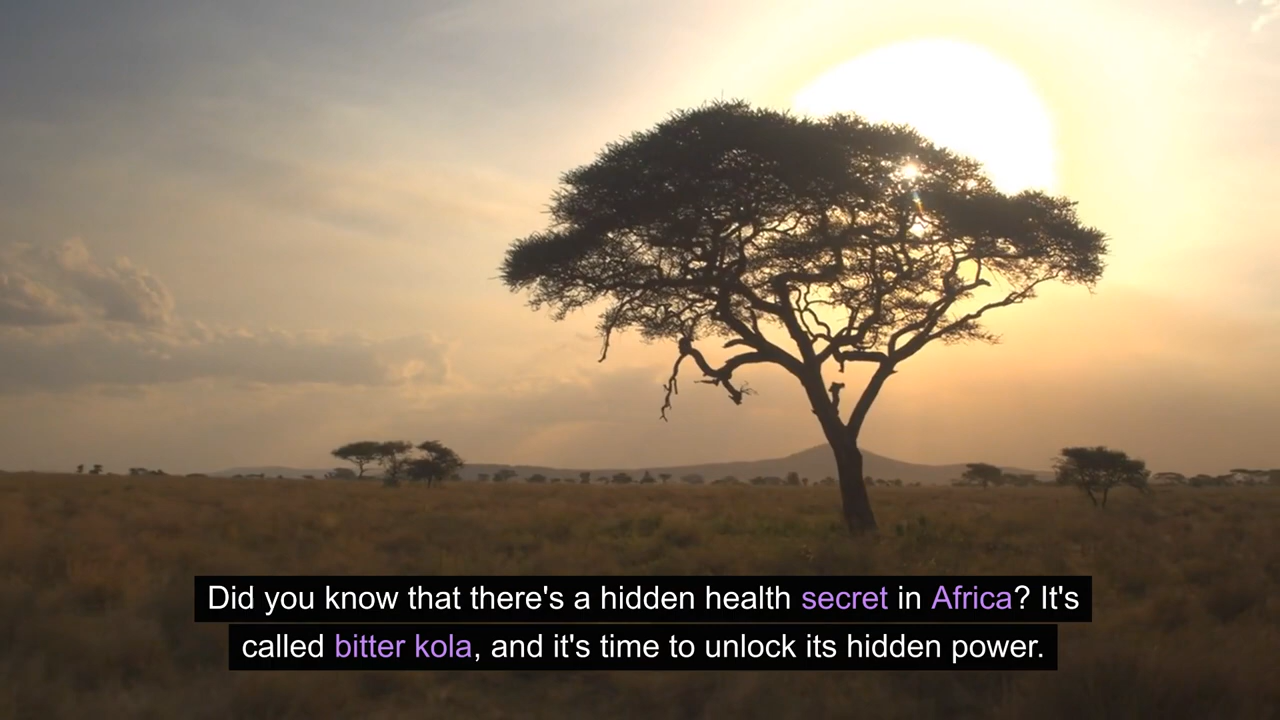 Did you know that there's a hidden health secret in Africa? It's
called bitter kola, and it's time to unlock its hidden power.